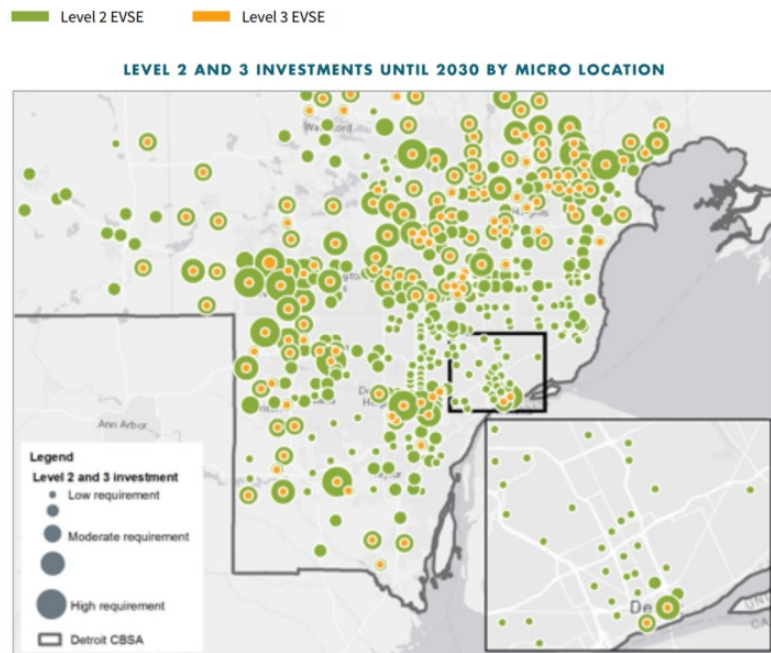 Level 2 EVSE Level 3 EVSE
LEVEL 2 AND 3 INVESTMENTS UNTIL 2030 BY MICRO LOCATION
Ann Arbor
Legend
Level 2 and 3 investment
Low requirement
Moderate requirement
High requirement
Detroit CBSA
De